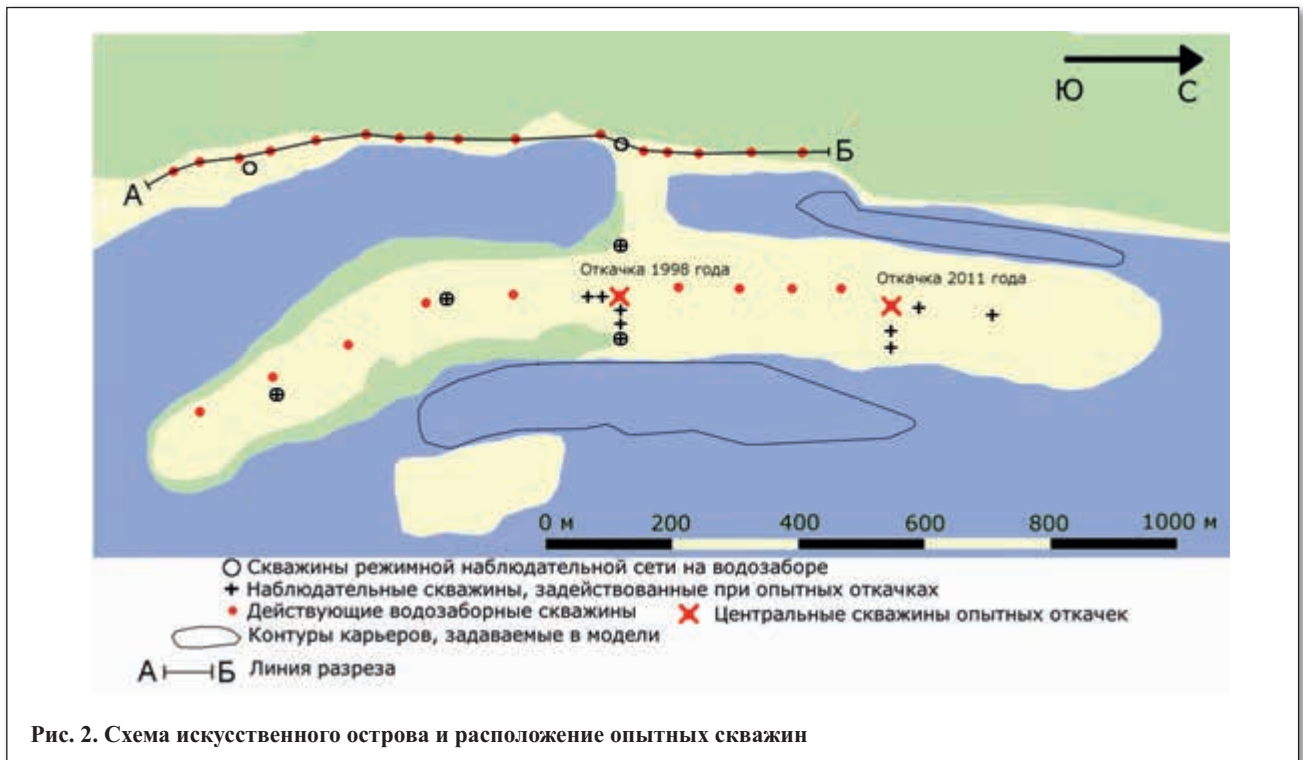 Ю С
А
Б
Откачка 1998 года
Откачка 2011 года
0 м 200 400 600 800 1000 м
Скважины режимной наблюдательной сети на водозаборе
Наблюдательные скважины, задействованные при опытных откачках
Действующие водозаборные скважины Центральные скважины опытных откачек
Контуры карьеров, задаваемые в модели
А Б Линия разреза
Рис. 2. Схема искусственного острова и расположение опытных скважин